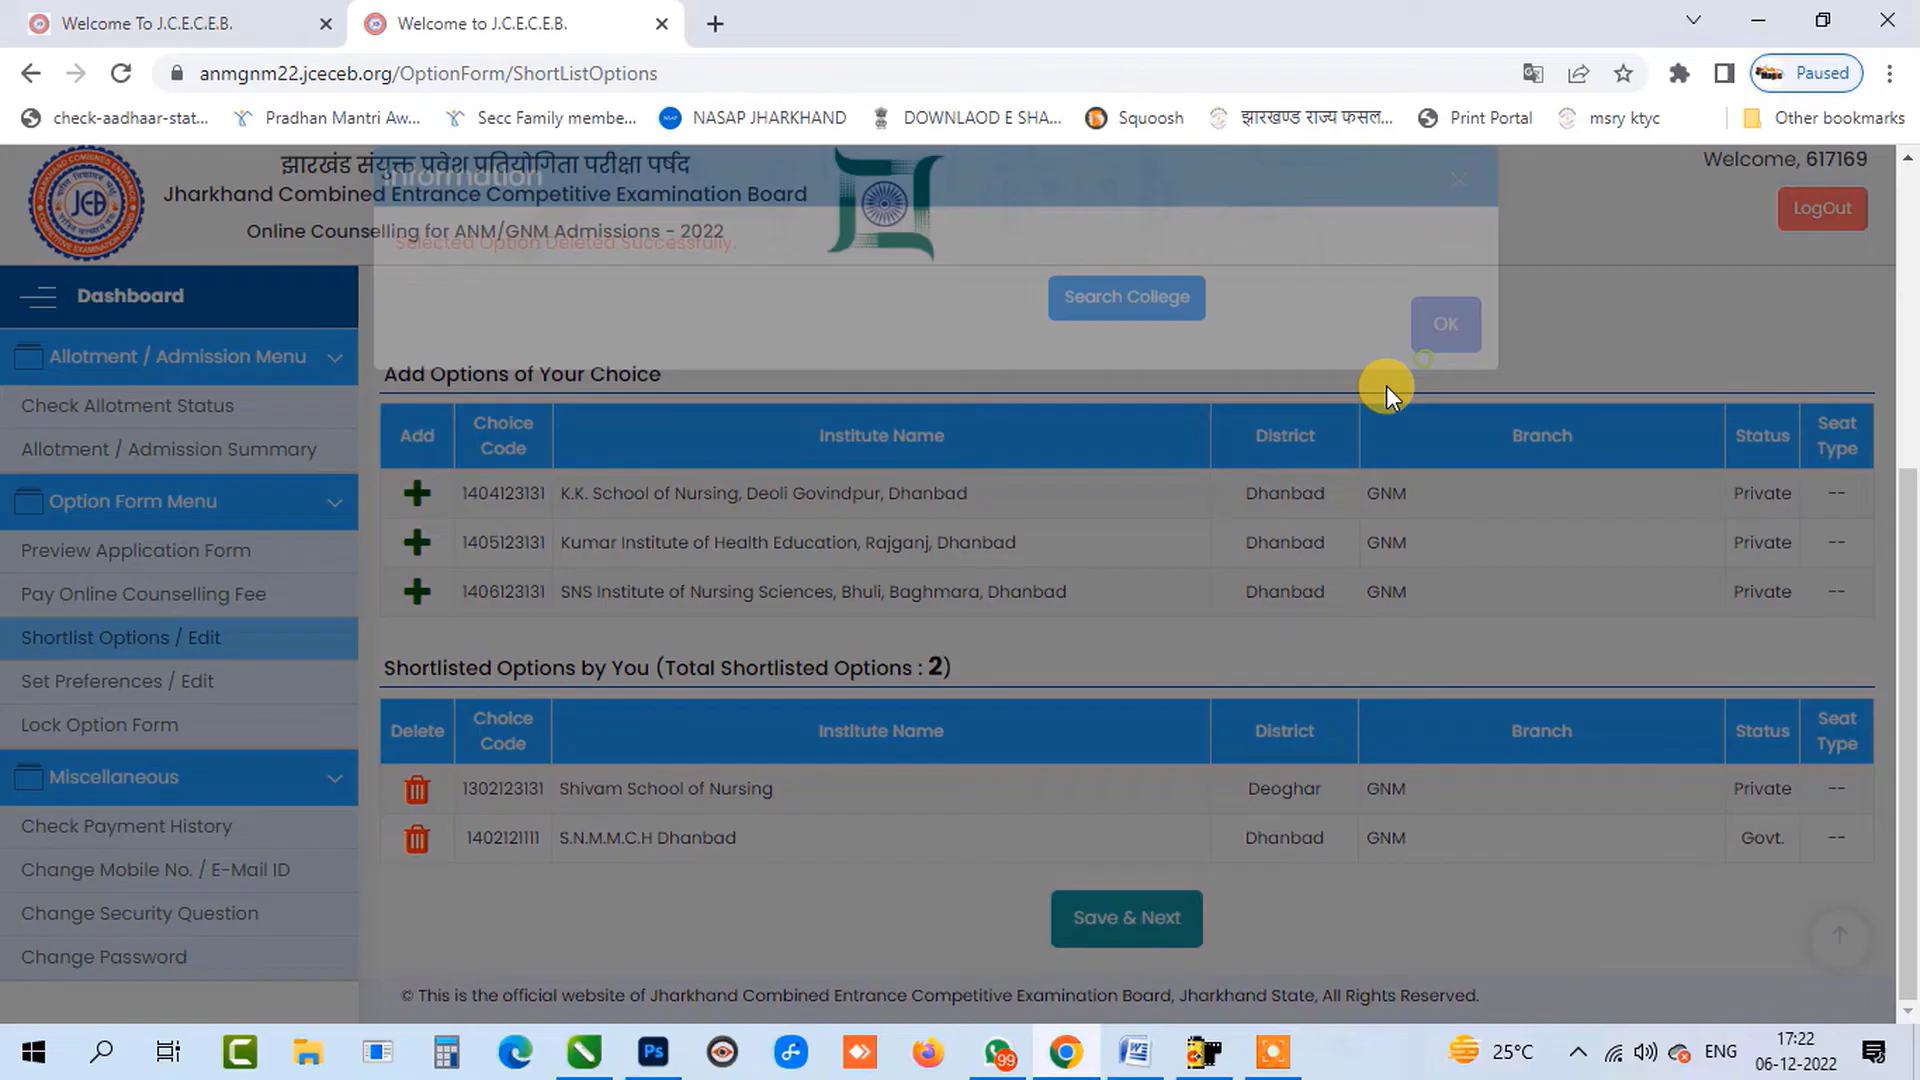 Welcome To J.C.E.C.E.B.
Welcome to J.C.E.C.E.B.
anmgnm22.jceceb.org/OptionForm/ShortListOptions
Paused
check-aadhaar-stat...
Pradhan Mantri Aw...
Secc Family membe...
NASAP JHARKHAND
DOWNLAOD E SHA...
Squoosh
झारखण्ड राज्य फसल...
Print Portal
msry ktyc
Other bookmarks
झारखंड संयुक्त प्रवेश प्रतियोगिता परीक्षा पर्षद
Jharkhand Combined Entrance Competitive Examination Board
Online Counselling for ANM/GNM Admissions - 2022
JEB
Welcome, 617169
LogOut
Information
Selected Option Deleted Successfully.
OK
Search College
Dashboard
Allotment / Admission Menu
Check Allotment Status
Allotment / Admission Summary
Option Form Menu
Preview Application Form
Pay Online Counselling Fee
Shortlist Options / Edit
Set Preferences / Edit
Lock Option Form
Miscellaneous
Check Payment History
Change Mobile No. / E-Mail ID
Change Security Question
Change Password
Add Options of Your Choice
Add Choice Code Institute Name District Branch Status Seat Type
1404123131 K.K. School of Nursing, Deoli Govindpur, Dhanbad Dhanbad GNM Private --
1405123131 Kumar Institute of Health Education, Rajganj, Dhanbad Dhanbad GNM Private --
1406123131 SNS Institute of Nursing Sciences, Bhuli, Baghmara, Dhanbad Dhanbad GNM Private --
Shortlisted Options by You (Total Shortlisted Options : 2)
Delete Choice Code Institute Name District Branch Status Seat Type
1302123131 Shivam School of Nursing Deoghar GNM Private --
1402121111 S.N.M.M.C.H Dhanbad Dhanbad GNM Govt. --
Save & Next
© This is the official website of Jharkhand Combined Entrance Competitive Examination Board, Jharkhand State, All Rights Reserved.
Ps
99
25°C
ENG
17:22
06-12-2022